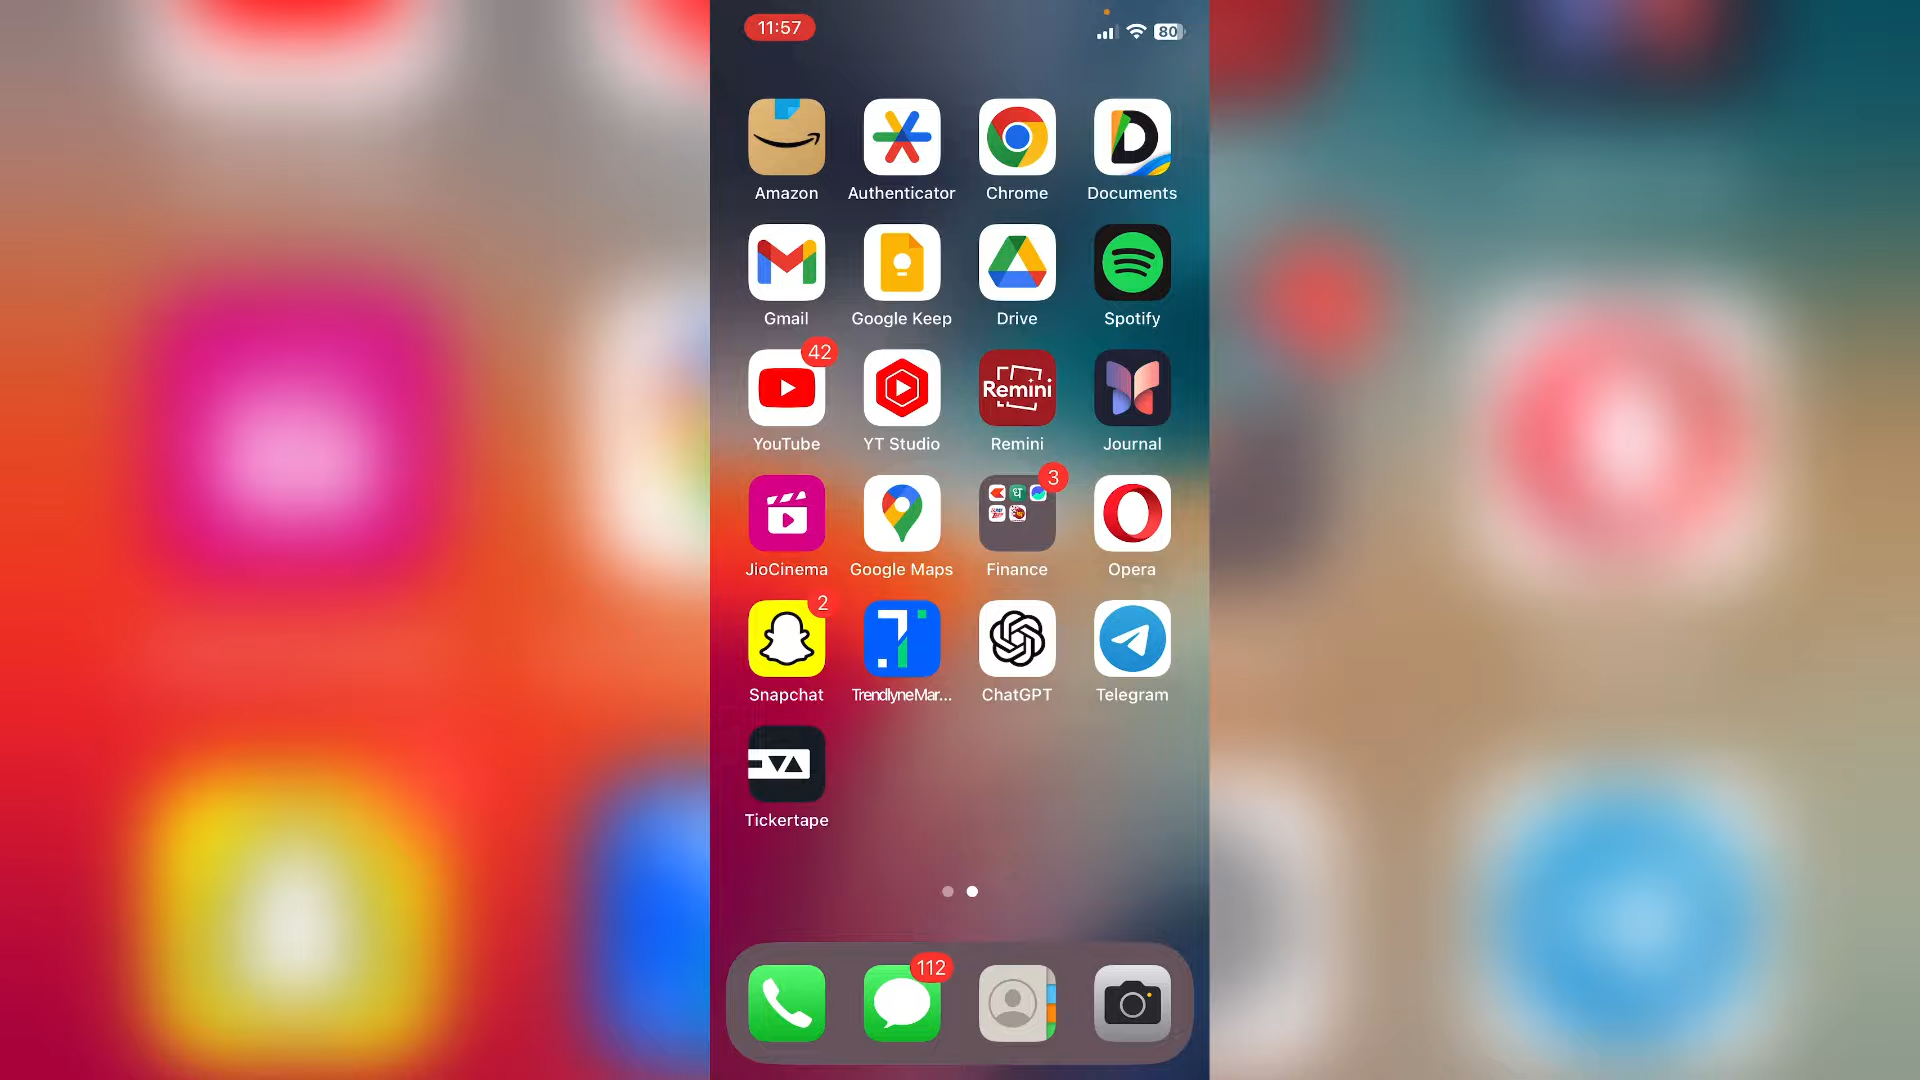 11:57
80
Amazon Authenticator Chrome Documents
Gmail Google Keep Drive Spotify
42
Remini
YouTube YT Studio Remini Journal
3
JioCinema Google Maps Finance Opera
2
Snapchat TrendlyneMar... ChatGPT Telegram
Tickertape
112